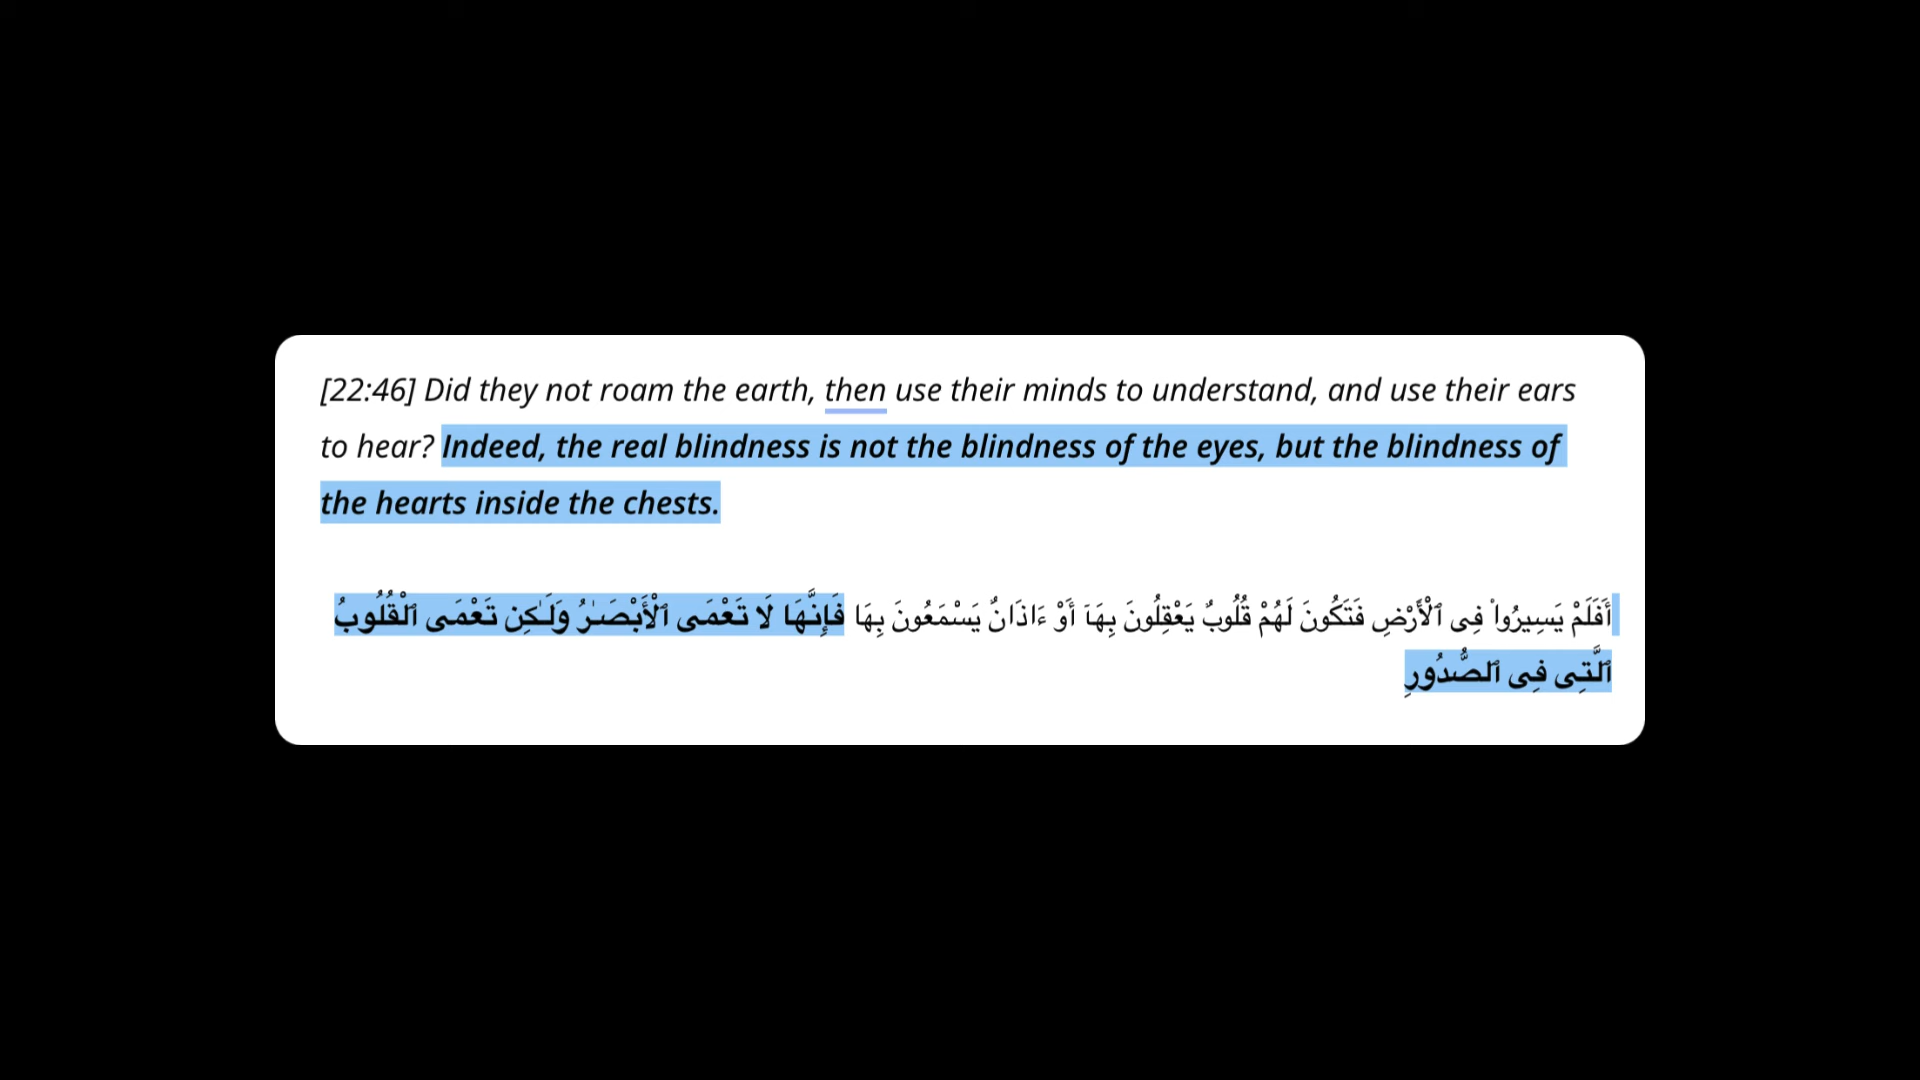 [22:46] Did they not roam the earth, then use their minds to understand, and use their ears
to hear? Indeed, the real blindness is not the blindness of the eyes, but the blindness of
the hearts inside the chests.
أَفَلَمْ يَسِيرُوا۟ فِى ٱلْأَرْضِ فَتَكُونَ لَهُمْ قُلُوبٌ يَعْقِلُونَ بِهَآ أَوْ ءَاذَانٌ يَسْمَعُونَ بِهَا فَإِنَّهَا لَا تَعْمَى ٱلْأَبْصَـٰرُ وَلَـٰكِن تَعْمَى ٱلْقُلُوبُ
ٱلَّتِى فِى ٱلصُّدُورِ